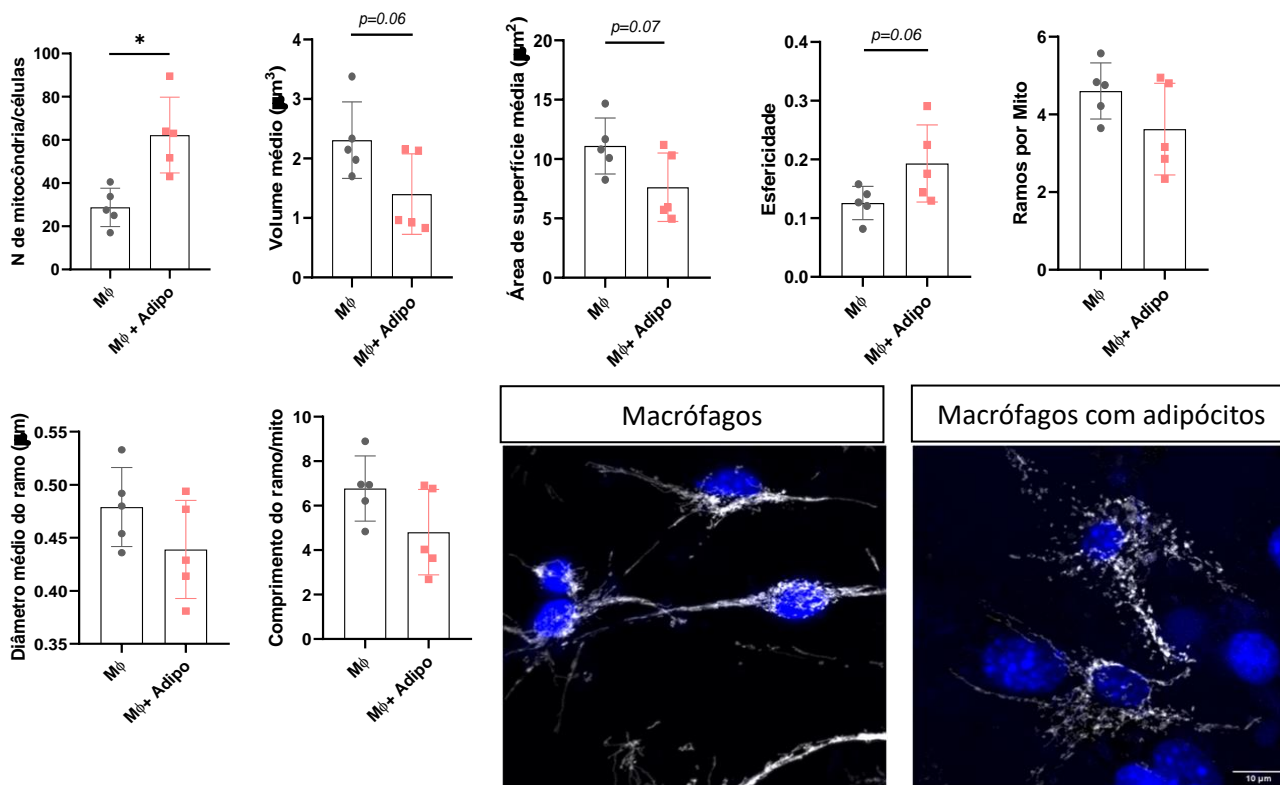 N de mitocôndria/células
100
80
60
40
20
0
*
Mϕ
Mϕ + Adipo
Volume médio (μm³)
4
3
2
1
0
p=0.06
Mϕ
Mϕ+ Adipo
Área de superfície média (μm²)
20
15
10
5
0
p=0.07
Mϕ
Mϕ+ Adipo
Esfericidade
0.4
0.3
0.2
0.1
0.0
p=0.06
Mϕ
Mϕ+ Adipo
Ramos por Mito
6
4
2
0
Mϕ
Mϕ+ Adipo
Diâmetro médio do ramo (μm)
0.55
0.50
0.45
0.40
0.35
Mϕ
Mϕ+ Adipo
Comprimento do ramo/mito
10
8
6
4
2
0
Mϕ
Mϕ+ Adipo
Macrófagos
Macrófagos com adipócitos
10 μm